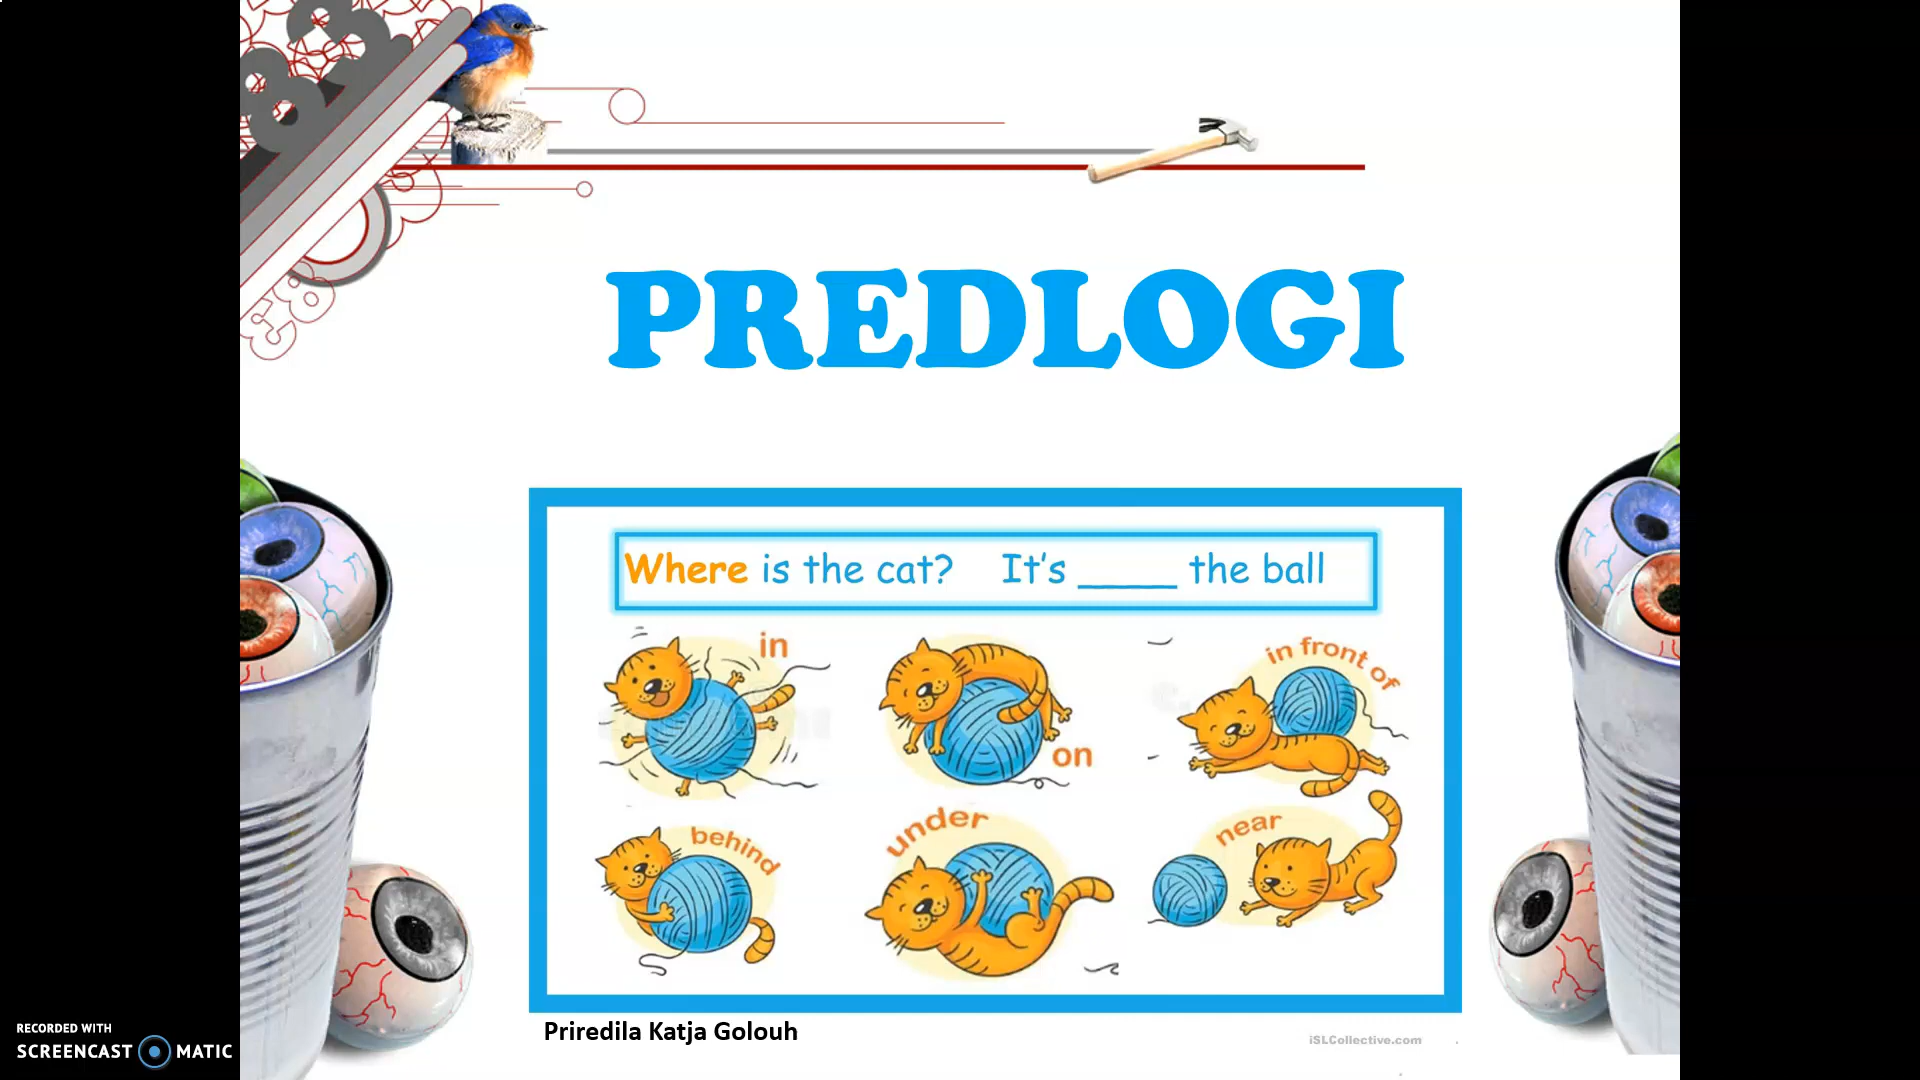 PREDLOGI
Where is the cat? It's _____ the ball
in
on
in front of
behind
under
near
Priredila Katja Golouh
iSLCollective.com
RECORDED WITH
SCREENCAST MATIC